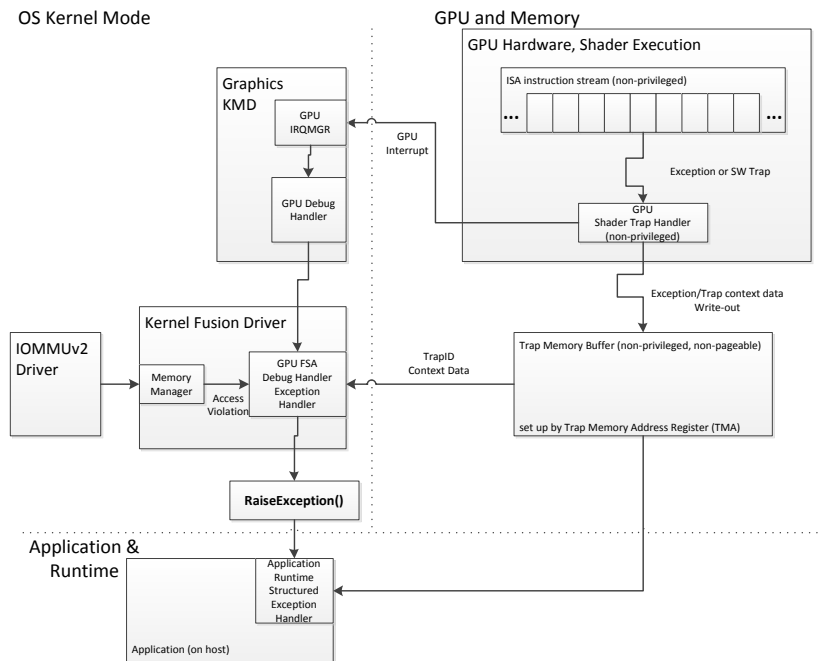 OS Kernel Mode
GPU and Memory
GPU Hardware, Shader Execution
ISA instruction stream (non-privileged)
...
...
Graphics
KMD
GPU
IRQMGR
GPU
Interrupt
Exception or SW Trap
GPU Debug
Handler
GPU
Shader Trap Handler
(non-privileged)
Exception/Trap context data
Write-out
Kernel Fusion Driver
IOMMUv2
Driver
Memory
Manager
Access
Violation
GPU FSA
Debug Handler
Exception
Handler
TrapID
Context Data
Trap Memory Buffer (non-privileged, non-pageable)
set up by Trap Memory Address Register (TMA)
RaiseException()
Application &
Runtime
Application
Runtime
Structured
Exception
Handler
Application (on host)